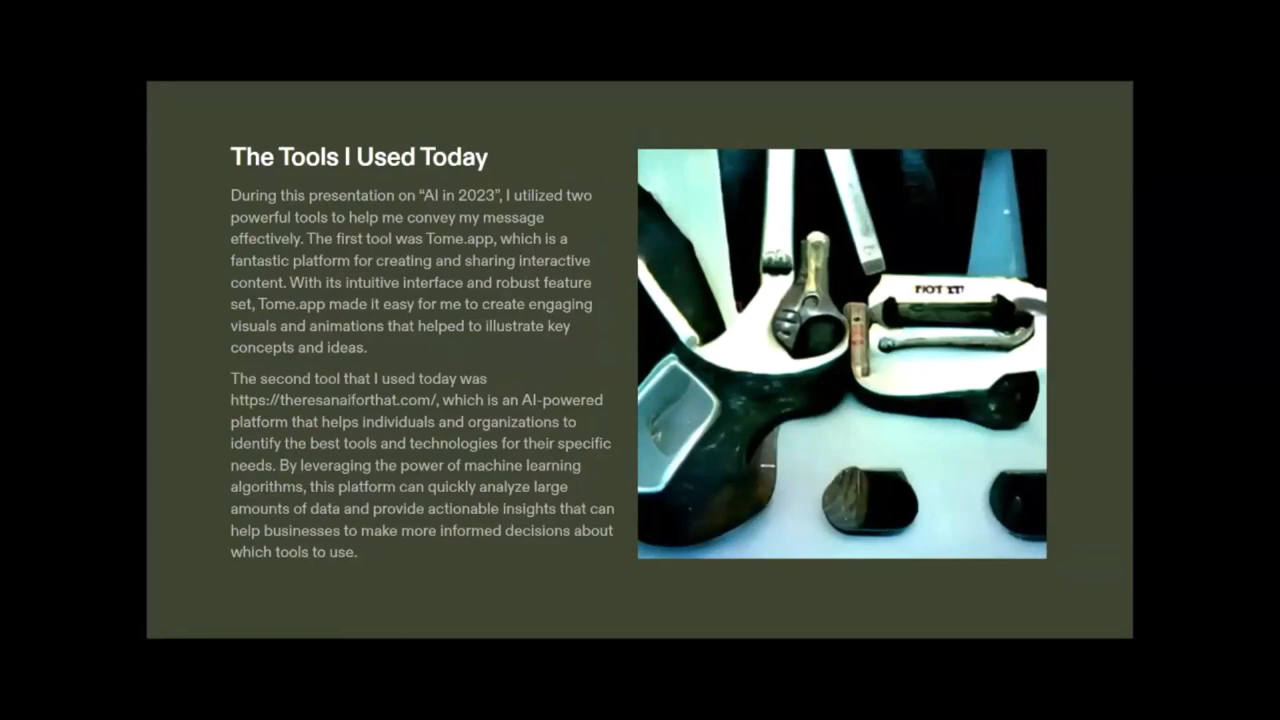 The Tools I Used Today
During this presentation on “AI in 2023”, I utilized two
powerful tools to help me convey my message
effectively. The first tool was Tome.app, which is a
fantastic platform for creating and sharing interactive
content. With its intuitive interface and robust feature
set, Tome.app made it easy for me to create engaging
visuals and animations that helped to illustrate key
concepts and ideas.
The second tool that I used today was
https://theresanaiforthat.com/, which is an AI-powered
platform that helps individuals and organizations to
identify the best tools and technologies for their specific
needs. By leveraging the power of machine learning
algorithms, this platform can quickly analyze large
amounts of data and provide actionable insights that can
help businesses to make more informed decisions about
which tools to use.